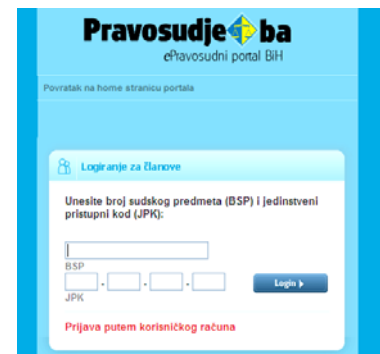 Pravosudje ba
ePravosudni portal BiH
Povratak na home stranicu portala
Logiranje za članove
Unesite broj sudskog predmeta (BSP) i jedinstveni
pristupni kod (JPK):
BSP
- - -
JPK
Login
Prijava putem korisničkog računa